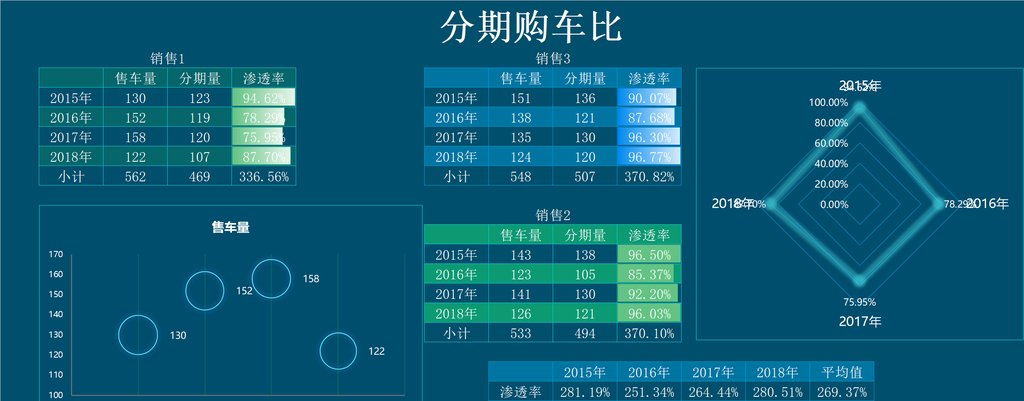 分期购车比
销售1
售车量 分期量 渗透率
2015年 130 123 94.62%
2016年 152 119 78.29%
2017年 158 120 75.95%
2018年 122 107 87.70%
小计 562 469 336.56%
销售3
售车量 分期量 渗透率
2015年 151 136 90.07%
2016年 138 121 87.68%
2017年 135 130 96.30%
2018年 124 120 96.77%
小计 548 507 370.82%
2015年
94.62%
100.00%
80.00%
60.00%
40.00%
20.00%
0.00%
2018年
87.70%
78.29%
2016年
75.95%
2017年
售车量
170
160
150
140
130
120
110
100
130
152
158
122
销售2
售车量 分期量 渗透率
2015年 143 138 96.50%
2016年 123 105 85.37%
2017年 141 130 92.20%
2018年 126 121 96.03%
小计 533 494 370.10%
2015年 2016年 2017年 2018年 平均值
渗透率 281.19% 251.34% 264.44% 280.51% 269.37%